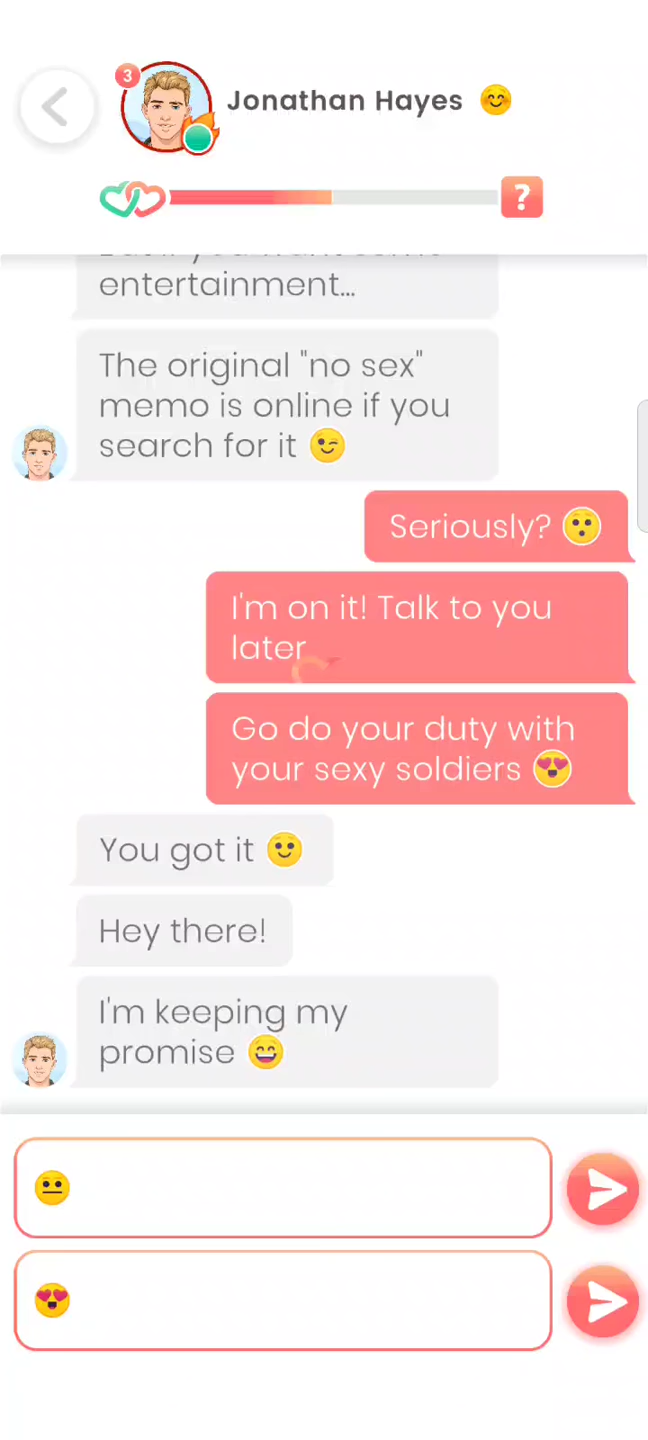 3
Jonathan Hayes
?
entertainment...
The original "no sex"
memo is online if you
search for it
Seriously?
I'm on it! Talk to you
later
Go do your duty with
your sexy soldiers
You got it
Hey there!
I'm keeping my
promise